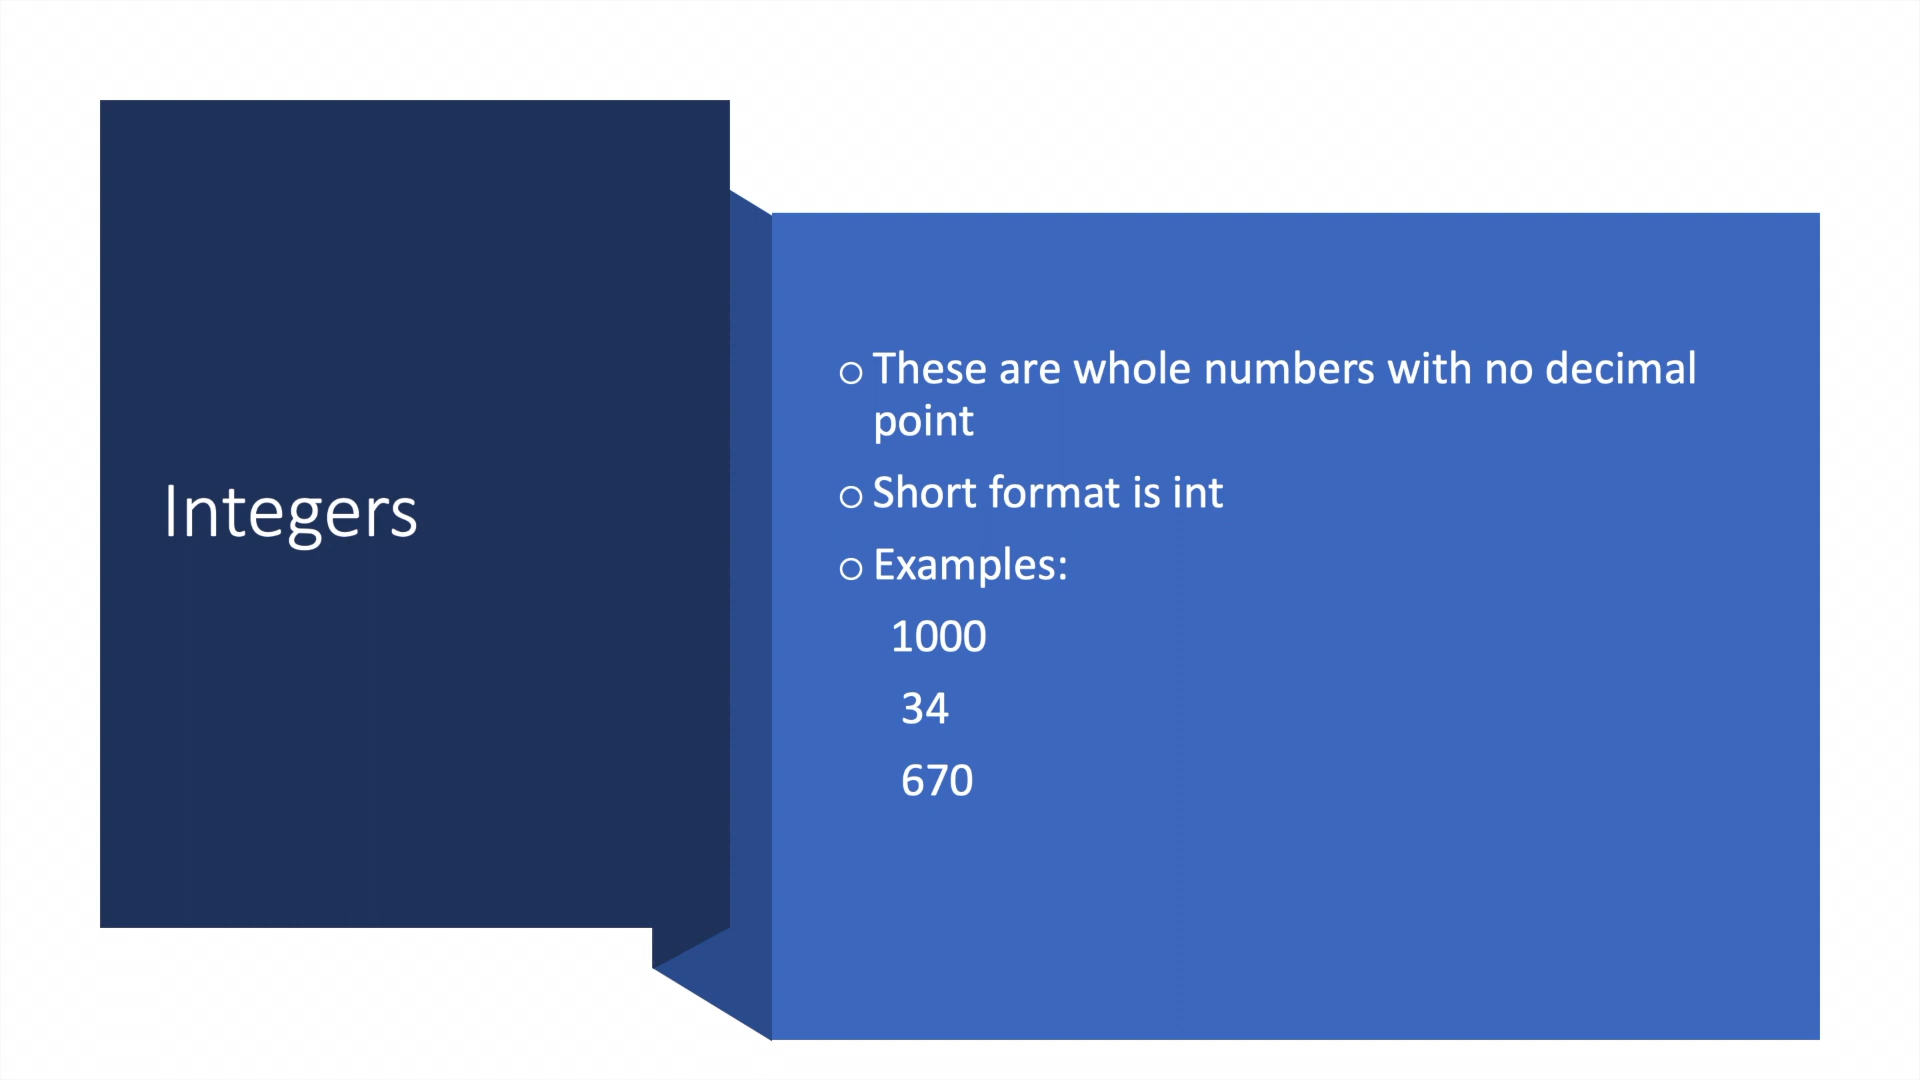 Integers
○ These are whole numbers with no decimal
point
○ Short format is int
○ Examples:
1000
34
670